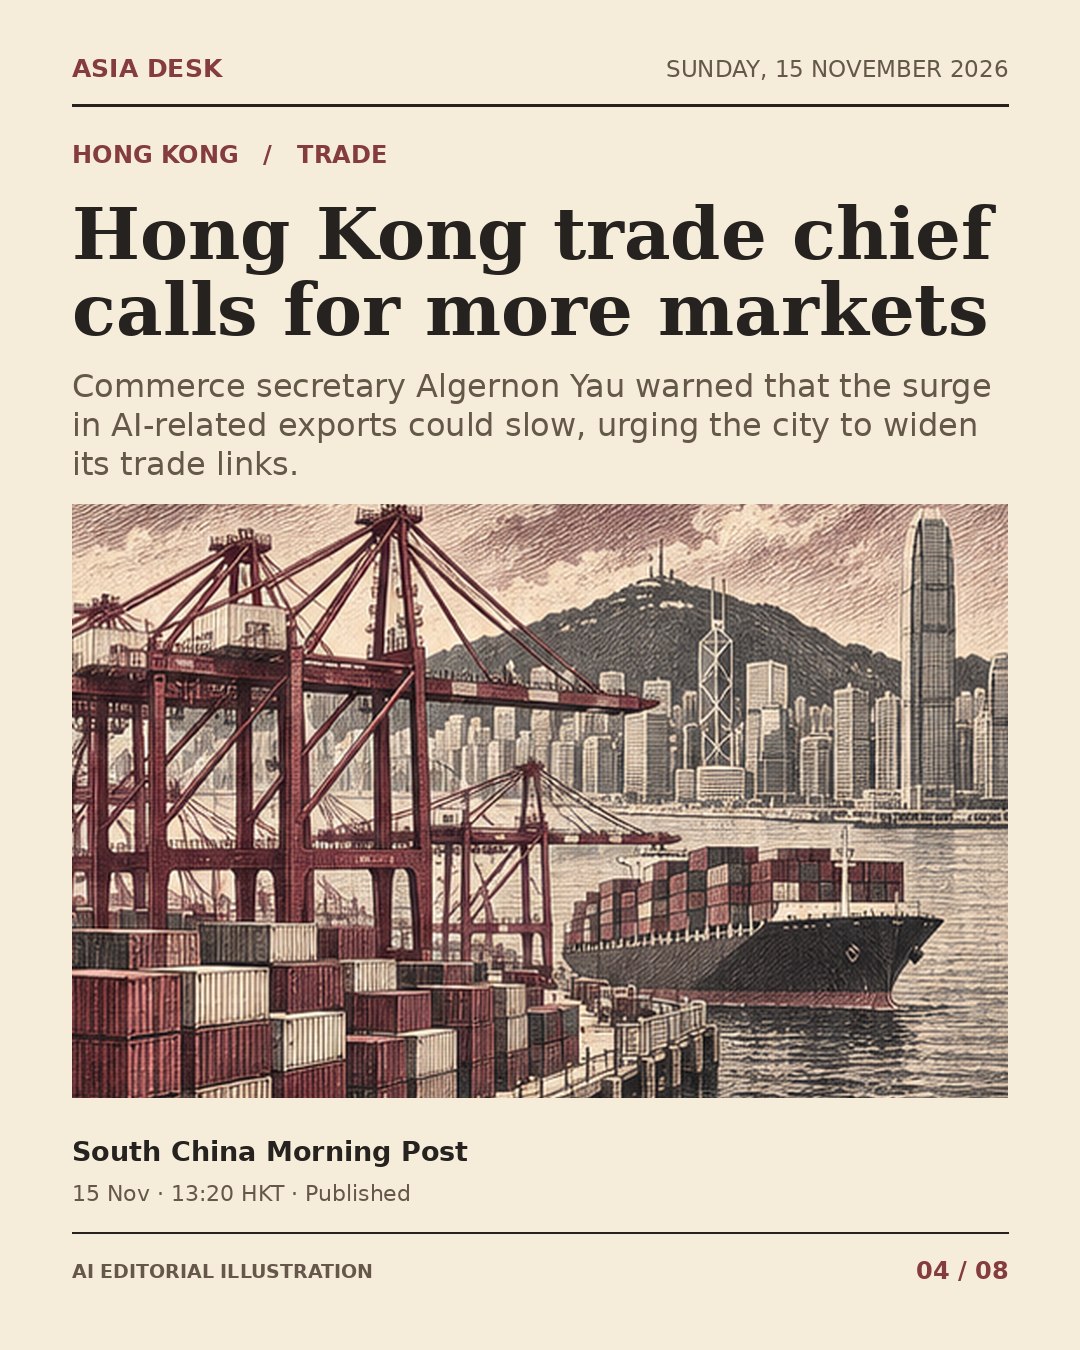 ASIA DESK
SUNDAY, 15 NOVEMBER 2026
HONG KONG / TRADE
Hong Kong trade chief
calls for more markets
Commerce secretary Algernon Yau warned that the surge
in AI-related exports could slow, urging the city to widen
its trade links.
South China Morning Post
15 Nov · 13:20 HKT · Published
AI EDITORIAL ILLUSTRATION
04 / 08